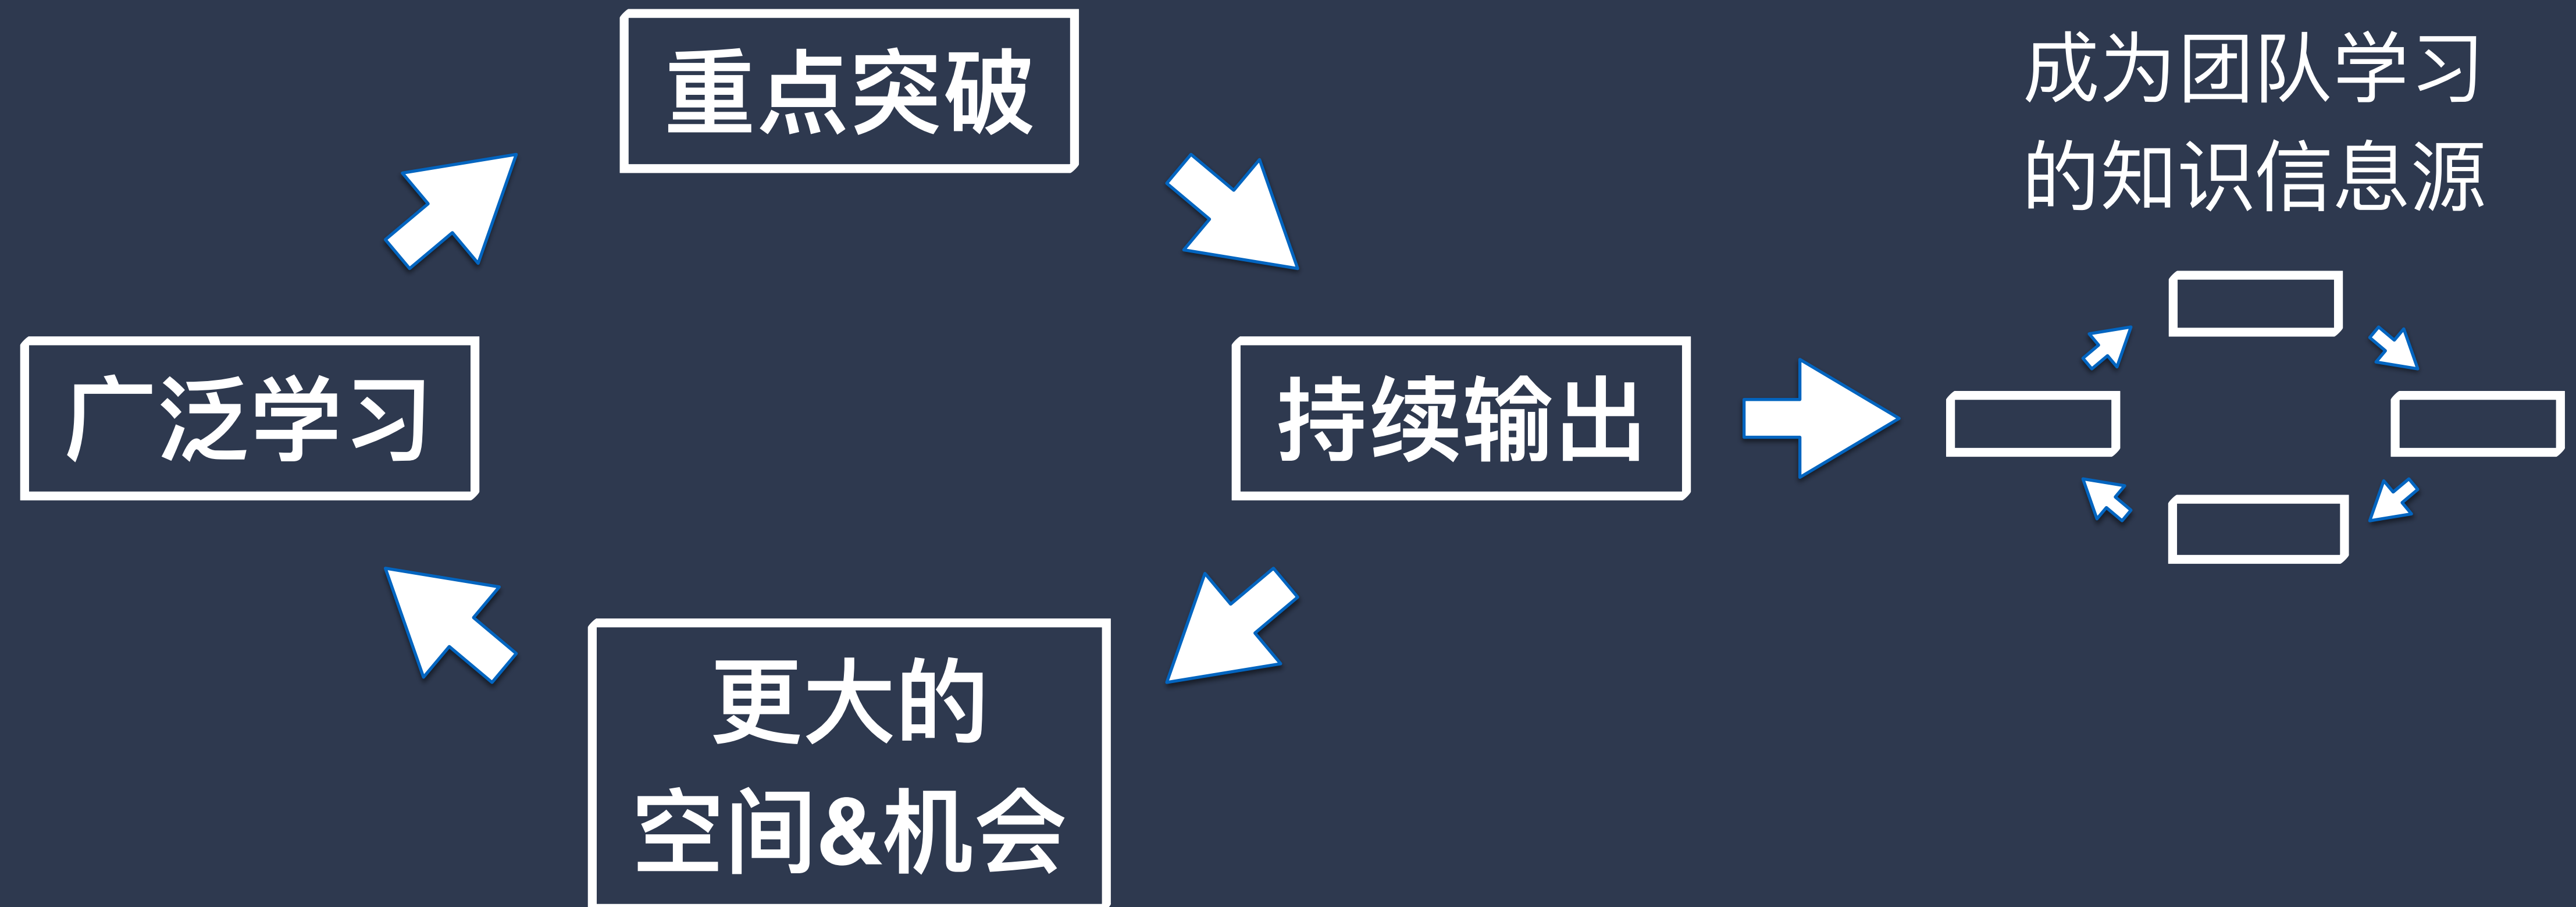 重点突破
成为团队学习
的知识信息源
广泛学习
持续输出
更大的
空间&机会